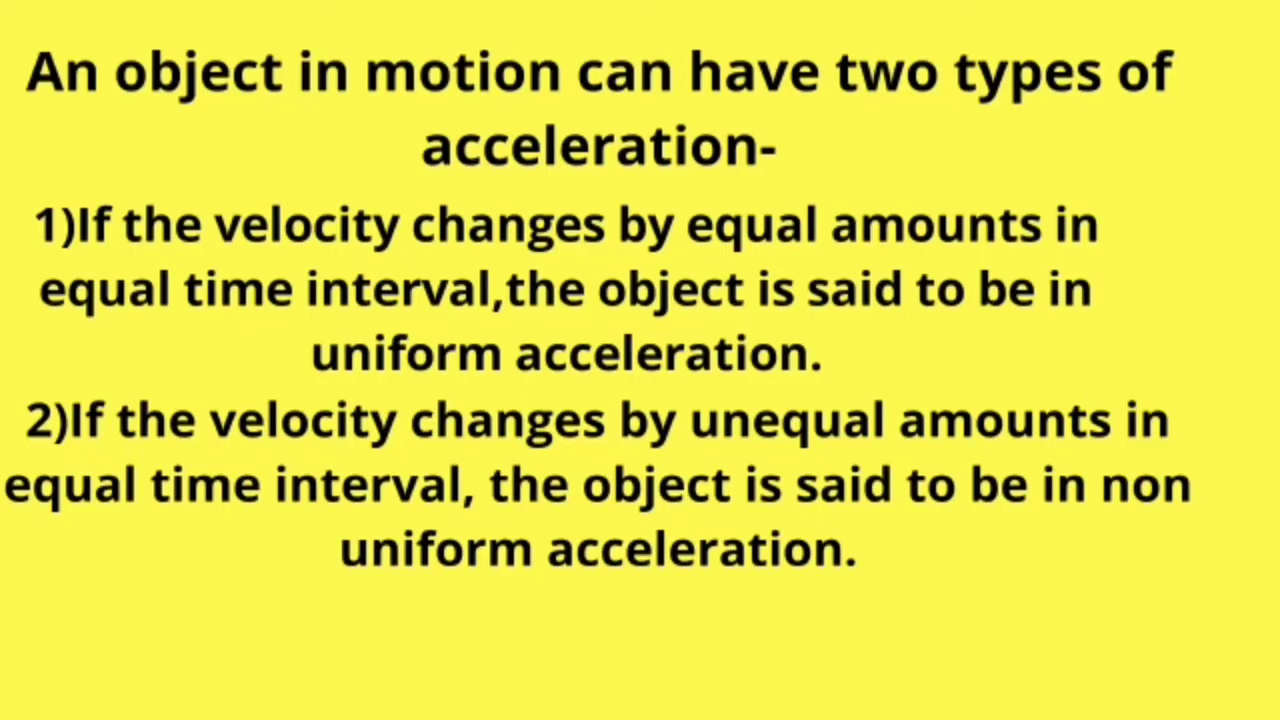 An object in motion can have two types of
acceleration-
1)If the velocity changes by equal amounts in
equal time interval,the object is said to be in
uniform acceleration.
2)If the velocity changes by unequal amounts in
equal time interval, the object is said to be in non
uniform acceleration.